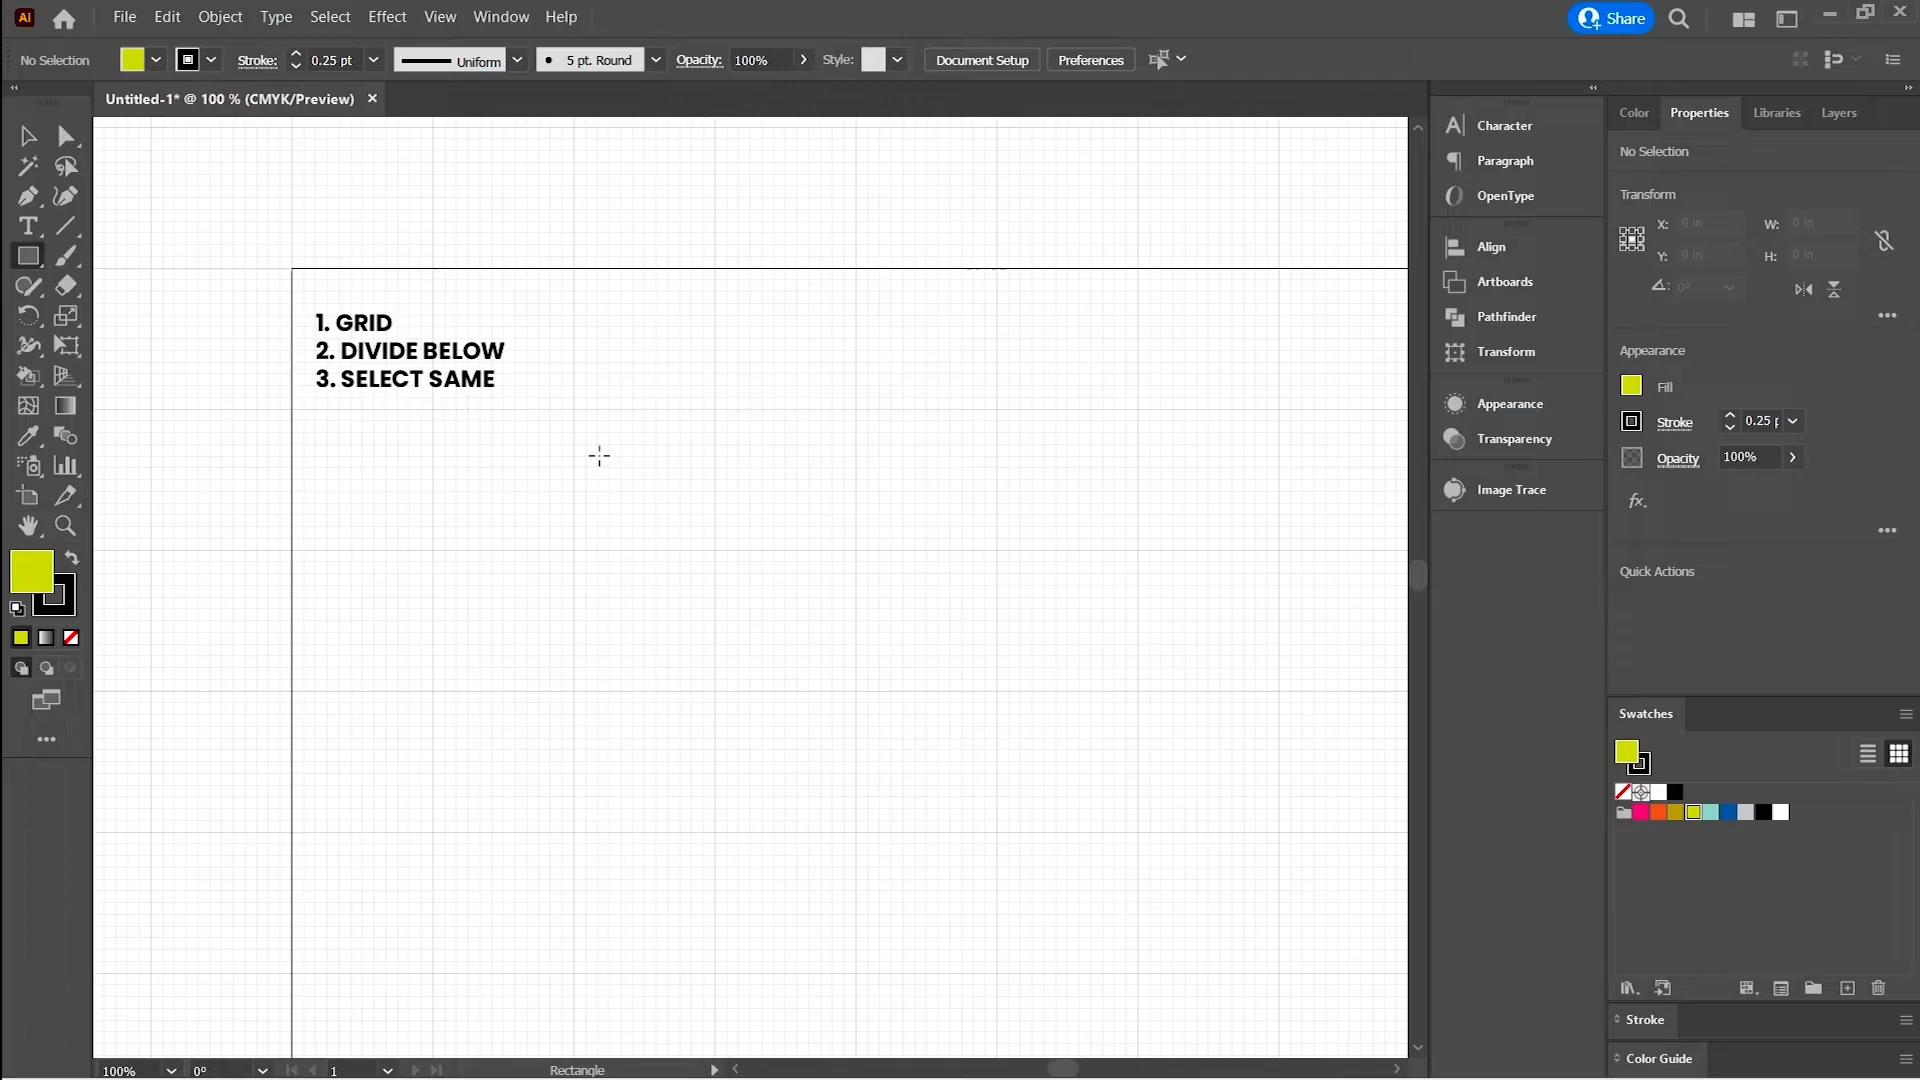 Ai File Edit Object Type Select Effect View Window Help Share
No Selection Stroke: 0.25 pt Uniform 5 pt. Round Opacity: 100% Style: Document Setup Preferences
Untitled-1* @ 100 % (CMYK/Preview)
1. GRID
2. DIVIDE BELOW
3. SELECT SAME
100% 0° 1 Rectangle
Character
Paragraph
OpenType
Align
Artboards
Pathfinder
Transform
Appearance
Transparency
Image Trace
Color Properties Libraries Layers
No Selection
Transform
X: 0 in W: 0 in
Y: 0 in H: 0 in
0°
Appearance
Fill
Stroke 0.25
Opacity 100%
fx.
Quick Actions
Swatches
Stroke
Color Guide